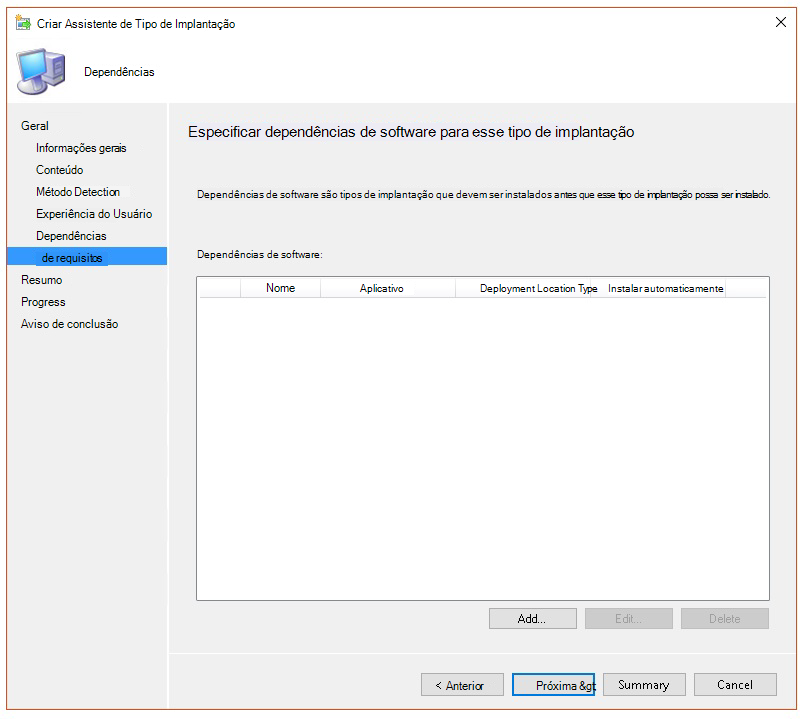 Criar Assistente de Tipo de Implantação
Dependências
Geral
Informações gerais
Conteúdo
Método Detection
Experiência do Usuário
Dependências
de requisitos
Resumo
Progress
Aviso de conclusão
Especificar dependências de software para esse tipo de implantação
Dependências de software são tipos de implantação que devem ser instalados antes que esse tipo de implantação possa ser instalado.
Dependências de software:
Nome Aplicativo Deployment Location Type Instalar automaticamente
Add... Edit... Delete
< Anterior Próxima &gt Summary Cancel